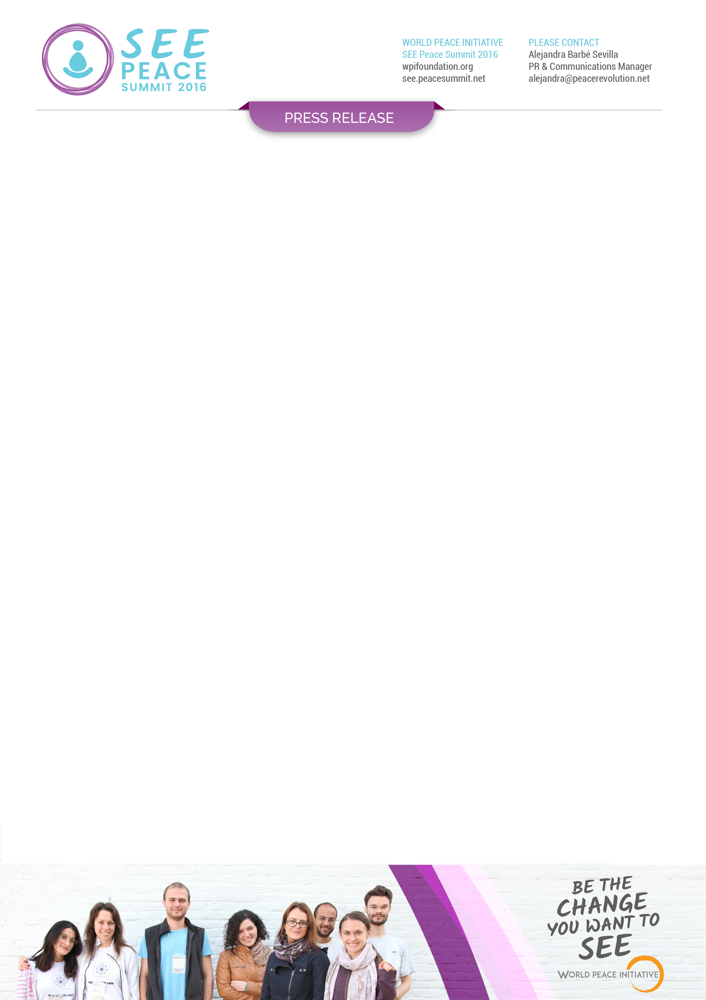 SEE
PEACE
SUMMIT 2016
WORLD PEACE INITIATIVE
SEE Peace Summit 2016
wpifoundation.org
see.peacesummit.net
PLEASE CONTACT
Alejandra Barbé Sevilla
PR & Communications Manager
alejandra@peacerevolution.net
PRESS RELEASE
BE THE
CHANGE
YOU WANT TO
SEE
WORLD PEACE INITIATIVE
ION